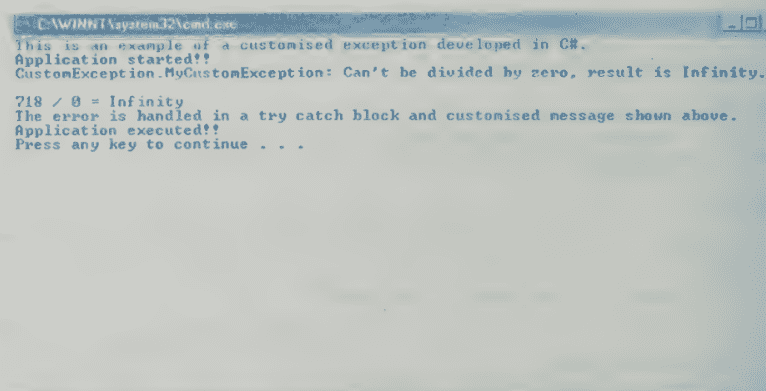 C:\WINNT\system32\cmd.exe
This is an example of a customised exception developed in C#.
Application started!!
CustomException.MyCustomException: Can't be divided by zero, result is Infinity.
718 / 0 = Infinity
The error is handled in a try catch block and customised message shown above.
Application executed!!
Press any key to continue . . .